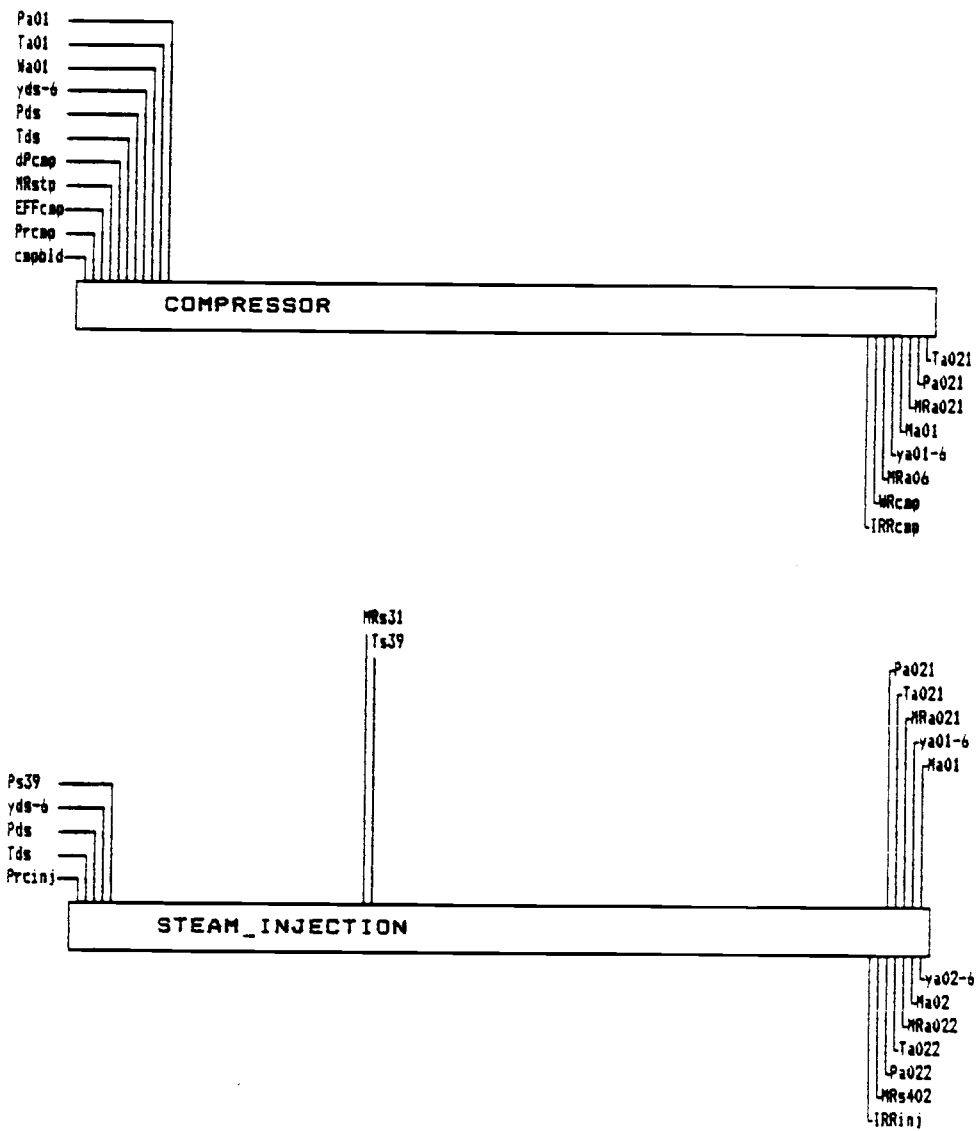 Pa01
Ta01
Wa01
yds-6
Pds
Tds
dPcmp
MRstp
EFFcmp
Prcmp
cmpbld
COMPRESSOR
Ta021
Pa021
MRa021
Ma01
ya01-6
MRa06
WRcmp
IRRcmp
MRs31
Ts39
Pa021
Ta021
MRa021
ya01-6
Ma01
Ps39
yds-6
Pds
Tds
Prcinj
STEAM_INJECTION
ya02-6
Ma02
MRa022
Ta022
Pa022
MRs402
IRRinj